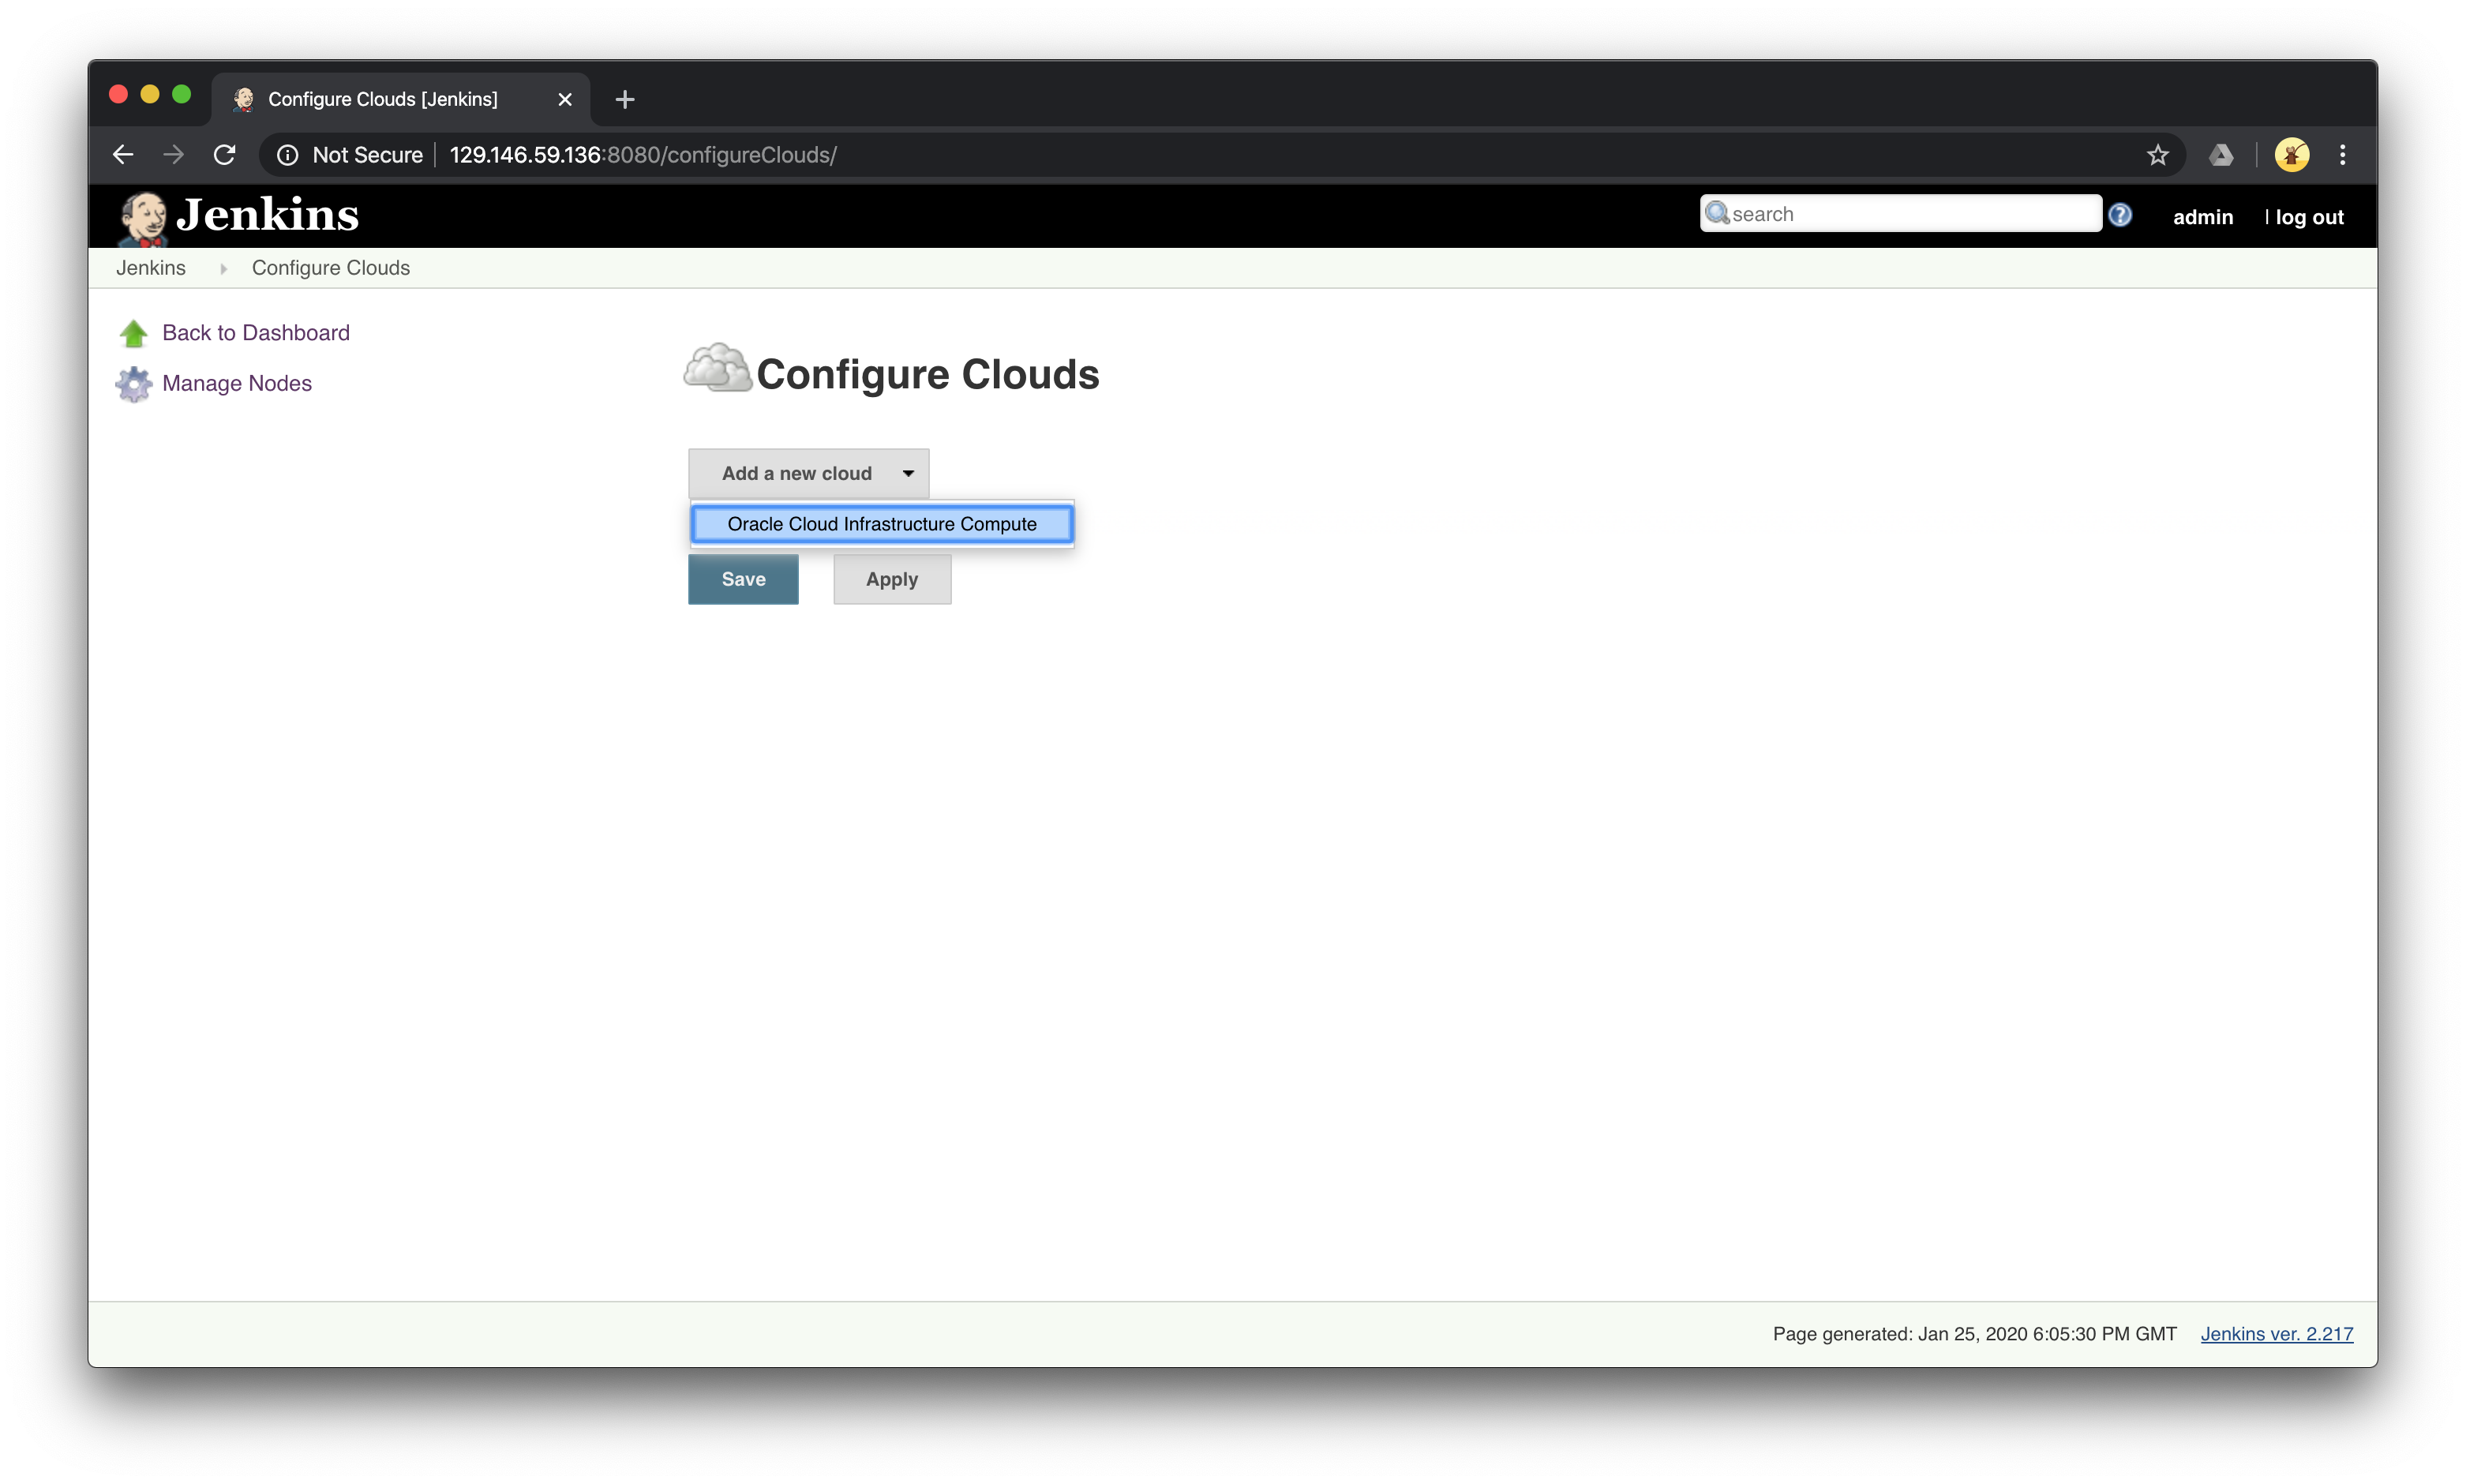 Configure Clouds [Jenkins]
Not Secure 129.146.59.136:8080/configureClouds/
Jenkins
search
admin
| log out
Jenkins
Configure Clouds
Back to Dashboard
Manage Nodes
Configure Clouds
Add a new cloud
Oracle Cloud Infrastructure Compute
Save
Apply
Page generated: Jan 25, 2020 6:05:30 PM GMT
Jenkins ver. 2.217